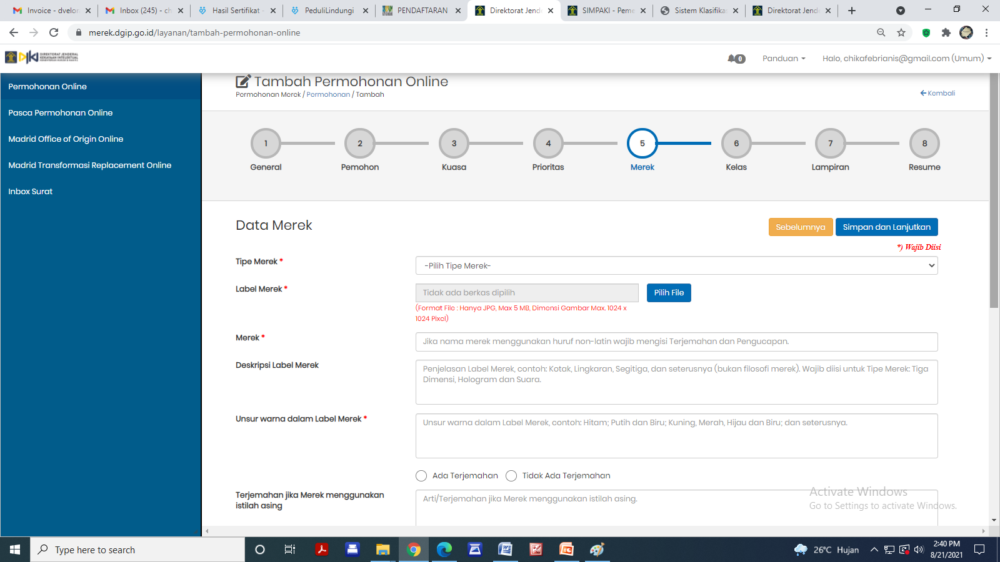 Invoice - dvelor
Inbox (245) - ch
Hasil Sertifikat -
PeduliLindungi
PENDAFTARAN
Direktorat Jend
SIMPAKI - Peme
Sistem Klasifika
Direktorat Jend
merek.dgip.go.id/layanan/tambah-permohonan-online
DIREKTORAT JENDERAL
KEKAYAAN INTELEKTUAL
0
Panduan
Halo, chikafebrianis@gmail.com (Umum)
Permohonan Online
Pasca Permohonan Online
Madrid Office of Origin Online
Madrid Transformasi Replacement Online
Inbox Surat
Tambah Permohonan Online
Permohonan Merek / Permohonan / Tambah
Kembali
1 2 3 4 5 6 7 8
General Pemohon Kuasa Prioritas Merek Kelas Lampiran Resume
Data Merek
Sebelumnya Simpan dan Lanjutkan
*) Wajib Diisi
Tipe Merek *
-Pilih Tipe Merek-
Label Merek *
Tidak ada berkas dipilih
Pilih File
(Format File : Hanya JPG, Max 5 MB, Dimensi Gambar Max, 1024 x
1024 Pixel)
Merek *
Jika nama merek menggunakan huruf non-latin wajib mengisi Terjemahan dan Pengucapan.
Deskripsi Label Merek
Penjelasan Label Merek, contoh: Kotak, Lingkaran, Segitiga, dan seterusnya (bukan filosofi merek). Wajib diisi untuk Tipe Merek: Tiga
Dimensi, Hologram dan Suara.
Unsur warna dalam Label Merek *
Unsur warna dalam Label Merek, contoh: Hitam; Putih dan Biru; Kuning, Merah, Hijau dan Biru; dan seterusnya.
Ada Terjemahan Tidak Ada Terjemahan
Terjemahan jika Merek menggunakan
istilah asing
Arti/Terjemahan jika Merek menggunakan istilah asing.
Activate Windows
Go to Settings to activate Windows.
Type here to search
26°C Hujan
2:40 PM
8/21/2021